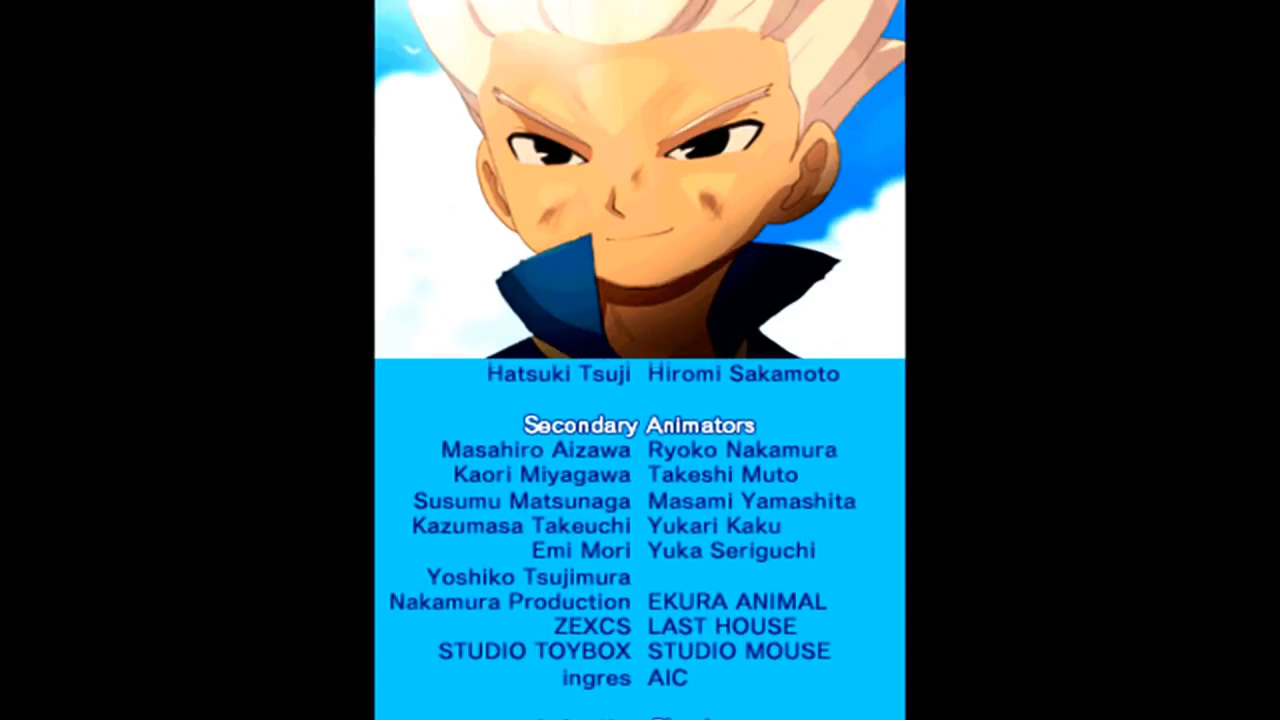 Hatsuki Tsuji Hiromi Sakamoto
Secondary Animators
Masahiro Aizawa Ryoko Nakamura
Kaori Miyagawa Takeshi Muto
Susumu Matsunaga Masami Yamashita
Kazumasa Takeuchi Yukari Kaku
Emi Mori Yuka Seriguchi
Yoshiko Tsujimura
Nakamura Production EKURA ANIMAL
ZEXCS LAST HOUSE
STUDIO TOYBOX STUDIO MOUSE
ingres AIC